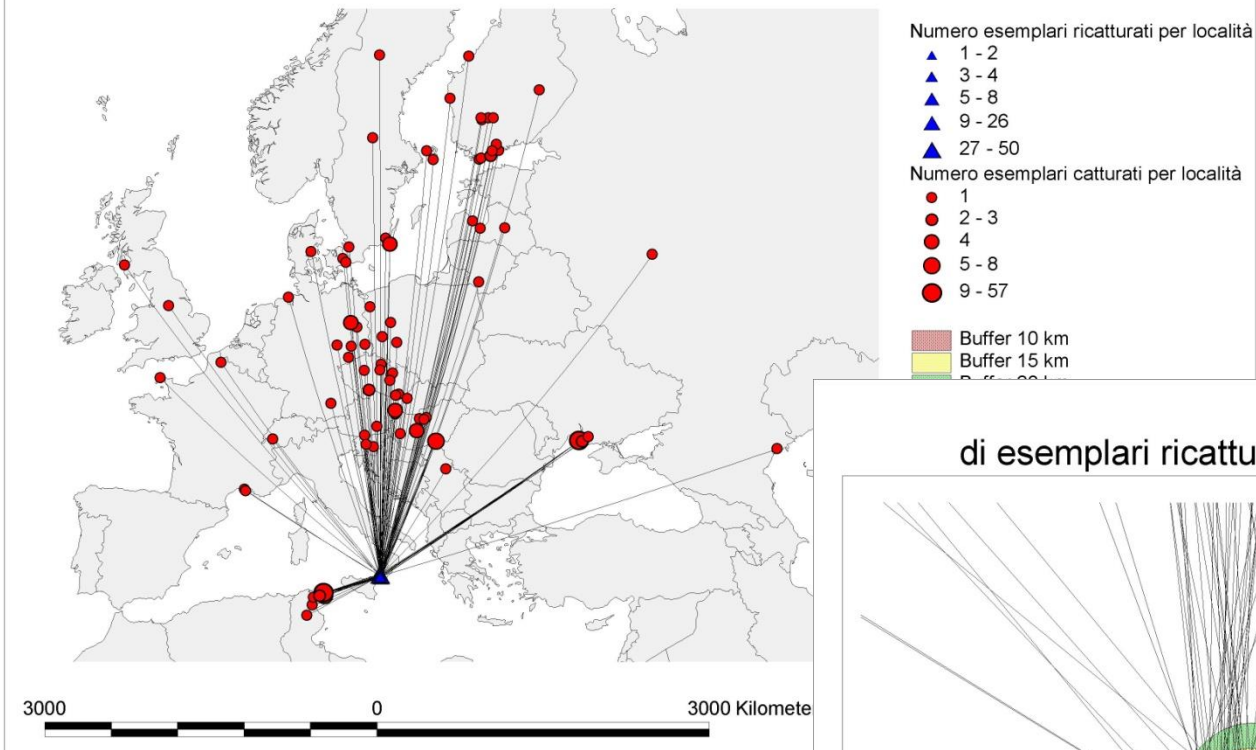 Numero esemplari ricatturati per località
1 - 2
3 - 4
5 - 8
9 - 26
27 - 50
Numero esemplari catturati per località
1
2 - 3
4
5 - 8
9 - 57
Buffer 10 km
Buffer 15 km
di esemplari ricattu
3000
0
3000 Kilomete